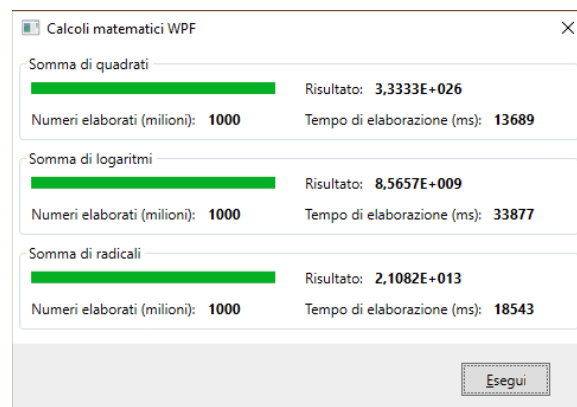 Calcoli matematici WPF
Somma di quadrati
Risultato: 3,3333E+026
Numeri elaborati (milioni): 1000 Tempo di elaborazione (ms): 13689
Somma di logaritmi
Risultato: 8,5657E+009
Numeri elaborati (milioni): 1000 Tempo di elaborazione (ms): 33877
Somma di radicali
Risultato: 2,1082E+013
Numeri elaborati (milioni): 1000 Tempo di elaborazione (ms): 18543
Esegui